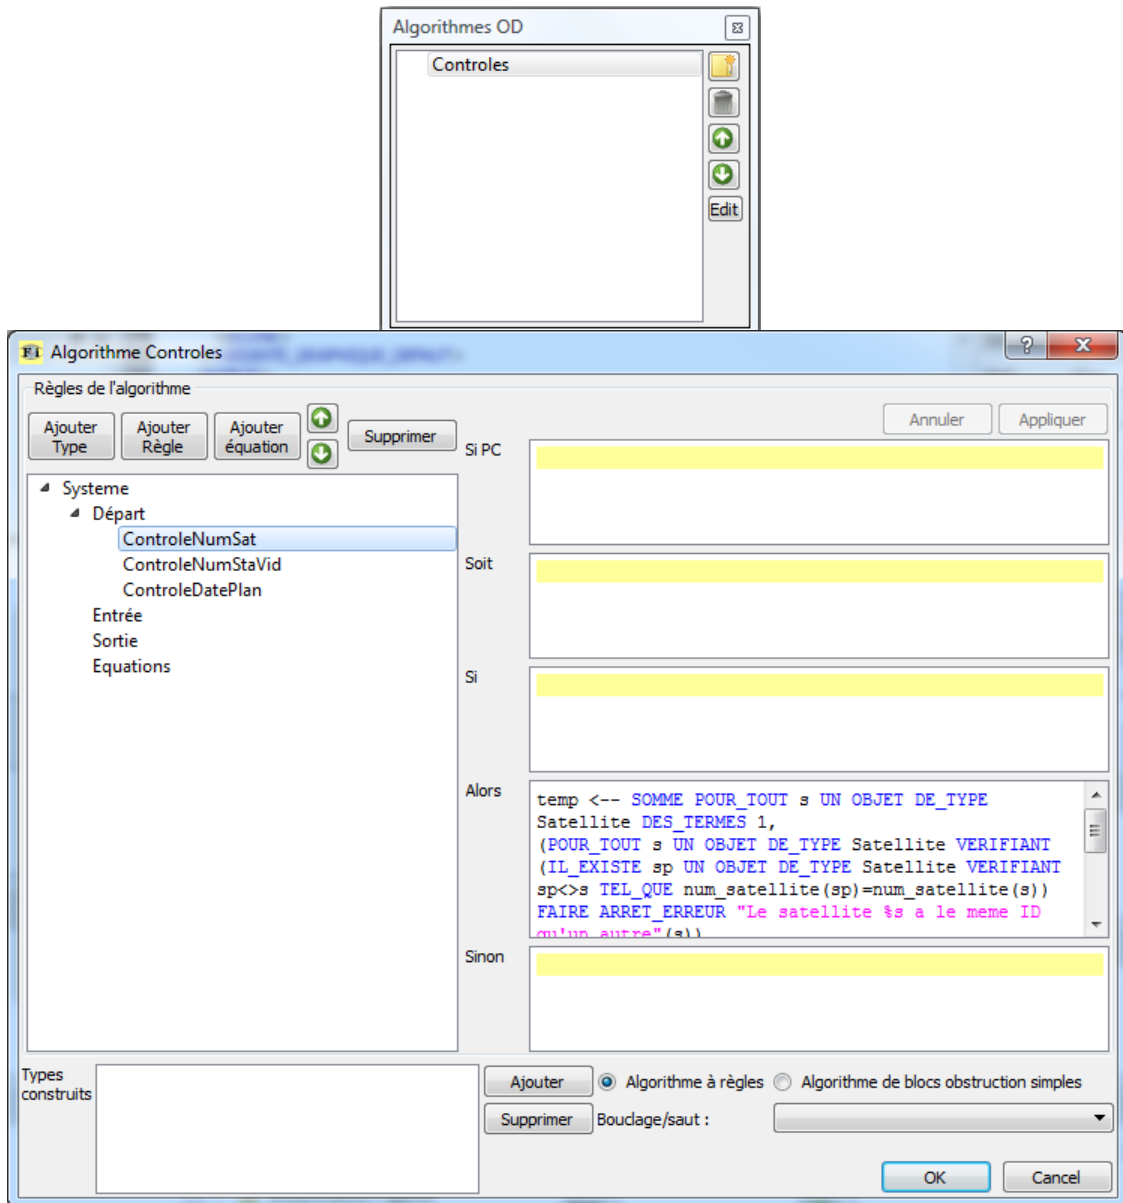 Algorithmes OD
Controles
Edit
Algorithme Controles
Règles de l'algorithme
Ajouter
Type
Ajouter
Règle
Ajouter
équation
Supprimer
Annuler
Appliquer
Systeme
Départ
ControleNumSat
ControleNumStaVid
ControleDatePlan
Entrée
Sortie
Equations
Si PC
Soit
Si
Alors
temp <-- SOMME POUR_TOUT s UN OBJET DE_TYPE
Satellite DES_TERMES 1,
(POUR_TOUT s UN OBJET DE_TYPE Satellite VERIFIANT
(IL_EXISTE sp UN OBJET DE_TYPE Satellite VERIFIANT
sp<>s TEL_QUE num_satellite(sp)=num_satellite(s))
FAIRE ARRET_ERREUR "Le satellite %s a le meme ID
qu'un autre"(s))
Sinon
Types
construits
Ajouter
Algorithme à règles
Algorithme de blocs obstruction simples
Supprimer
Bouclage/saut :
OK
Cancel